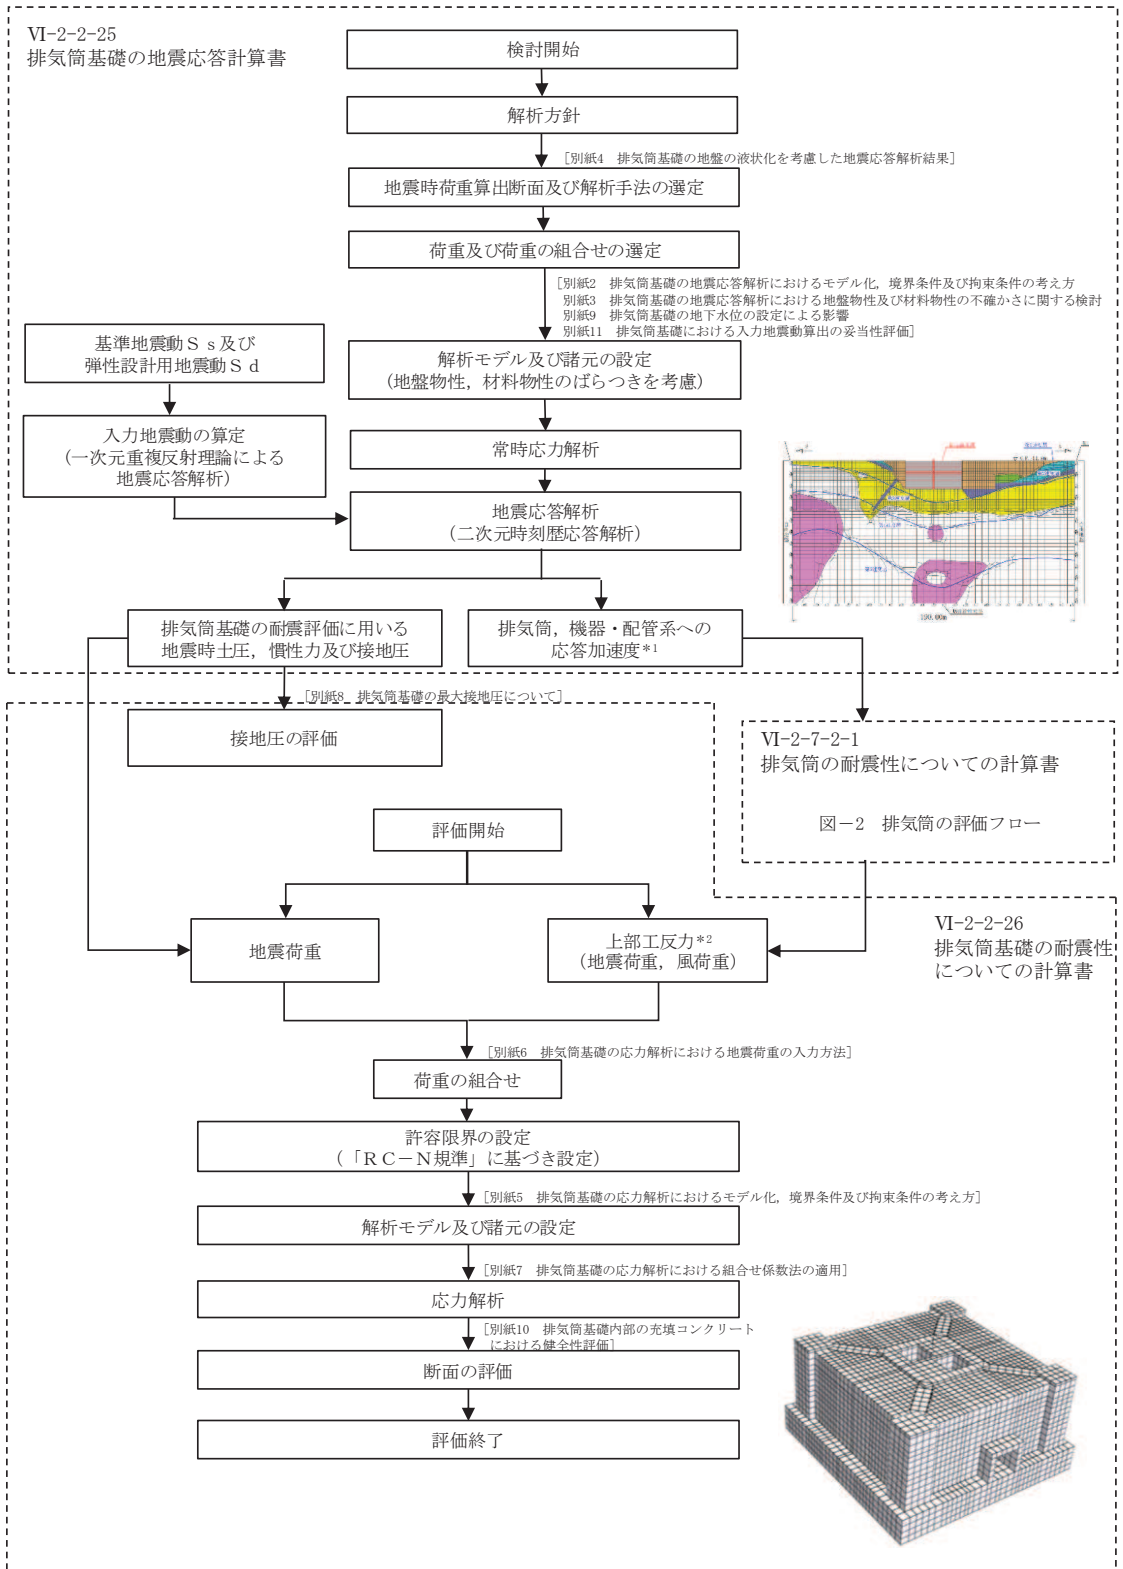 Ⅵ-2-2-25
排気筒基礎の地震応答計算書
検討開始
解析方針
[別紙4　排気筒基礎の地盤の液状化を考慮した地震応答解析結果]
地震時荷重算出断面及び解析手法の選定
荷重及び荷重の組合せの選定
[別紙2　排気筒基礎の地震応答解析におけるモデル化，境界条件及び拘束条件の考え方
別紙3　排気筒基礎の地震応答解析における地盤物性及び材料物性の不確かさに関する検討
別紙9　排気筒基礎の地下水位の設定による影響
別紙11　排気筒基礎における入力地震動算出の妥当性評価]
基準地震動Ｓｓ及び
弾性設計用地震動Ｓｄ
解析モデル及び諸元の設定
(地盤物性，材料物性のばらつきを考慮)
入力地震動の算定
(一次元重複反射理論による
地震応答解析)
常時応力解析
地震応答解析
(二次元時刻歴応答解析)
排気筒基礎の耐震評価に用いる
地震時土圧，慣性力及び接地圧
排気筒，機器・配管系への
応答加速度*1
[別紙8　排気筒基礎の最大接地圧について]
接地圧の評価
Ⅵ-2-7-2-1
排気筒の耐震性についての計算書
図－2　排気筒の評価フロー
評価開始
地震荷重
上部工反力*2
(地震荷重，風荷重)
Ⅵ-2-2-26
排気筒基礎の耐震性
についての計算書
[別紙6　排気筒基礎の応力解析における地震荷重の入力方法]
荷重の組合せ
許容限界の設定
(「ＲＣ－Ｎ規準」に基づき設定)
[別紙5　排気筒基礎の応力解析におけるモデル化，境界条件及び拘束条件の考え方]
解析モデル及び諸元の設定
[別紙7　排気筒基礎の応力解析における組合せ係数法の適用]
応力解析
[別紙10　排気筒基礎内部の充填コンクリート
における健全性評価]
断面の評価
評価終了